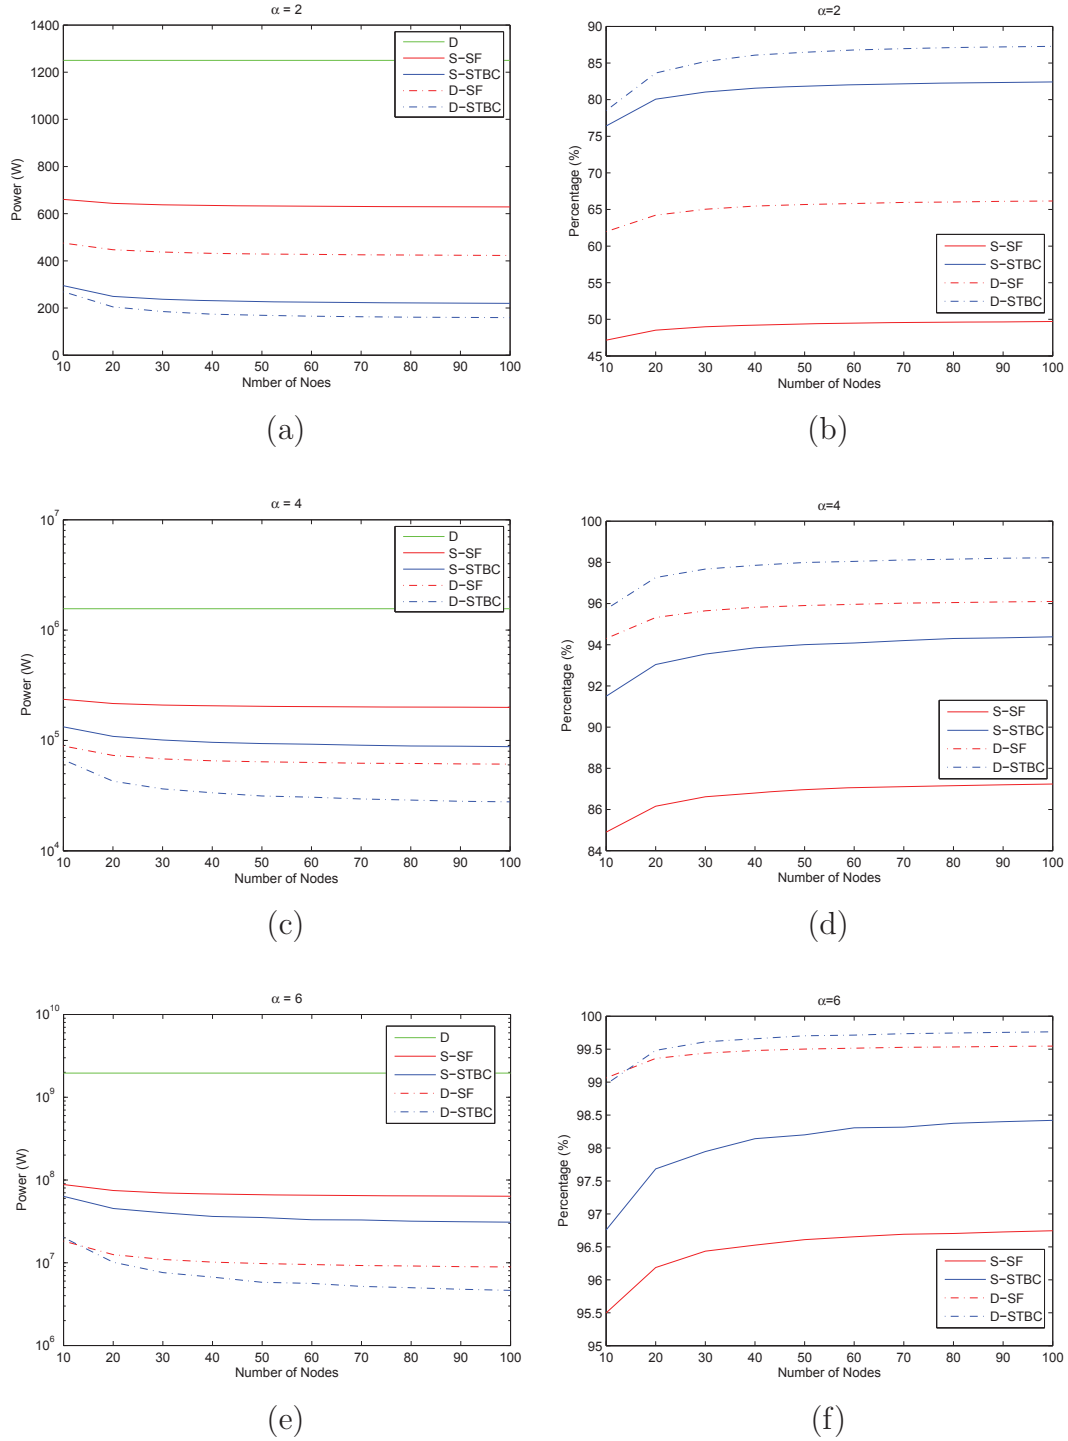 α = 2
1400
1200
1000
800
600
400
200
0
Power (W)
10 20 30 40 50 60 70 80 90 100
Nmber of Noes
D
S-SF
S-STBC
D-SF
D-STBC
(a)
α=2
90
85
80
75
70
65
60
55
50
45
Percentage (%)
10 20 30 40 50 60 70 80 90 100
Number of Nodes
S-SF
S-STBC
D-SF
D-STBC
(b)
α = 4
10^7
10^6
10^5
10^4
Power (W)
10 20 30 40 50 60 70 80 90 100
Number of Nodes
D
S-SF
S-STBC
D-SF
D-STBC
(c)
α=4
100
98
96
94
92
90
88
86
84
Percentage (%)
10 20 30 40 50 60 70 80 90 100
Number of Nodes
S-SF
S-STBC
D-SF
D-STBC
(d)
α = 6
10^10
10^9
10^8
10^7
10^6
Power (W)
10 20 30 40 50 60 70 80 90 100
Number of Nodes
D
S-SF
S-STBC
D-SF
D-STBC
(e)
α=6
100
99.5
99
98.5
98
97.5
97
96.5
96
95.5
95
Percentage (%)
10 20 30 40 50 60 70 80 90 100
Number of Nodes
S-SF
S-STBC
D-SF
D-STBC
(f)